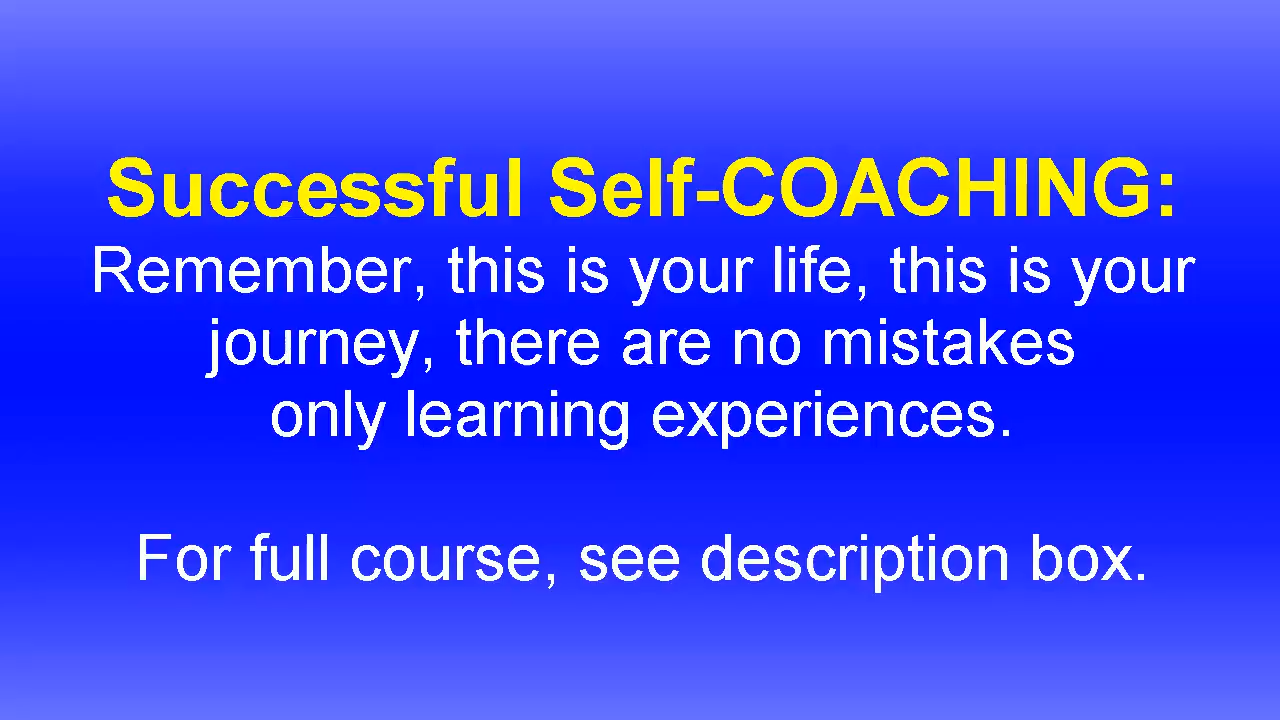 Successful Self-COACHING:
Remember, this is your life, this is your
journey, there are no mistakes
only learning experiences.
For full course, see description box.